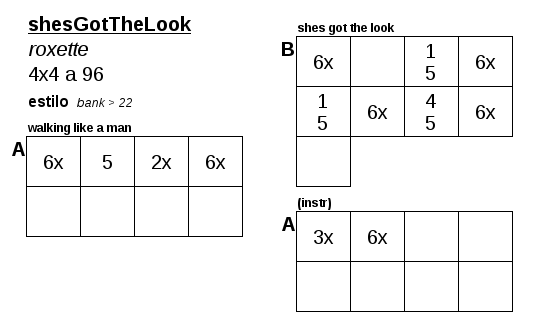 shesGotTheLook
roxette
4x4 a 96
estilo bank > 22
walking like a man
A
6x 5 2x 6x
shes got the look
B
6x 1 5 6x
1 5 6x 4 5 6x
(instr)
A
3x 6x